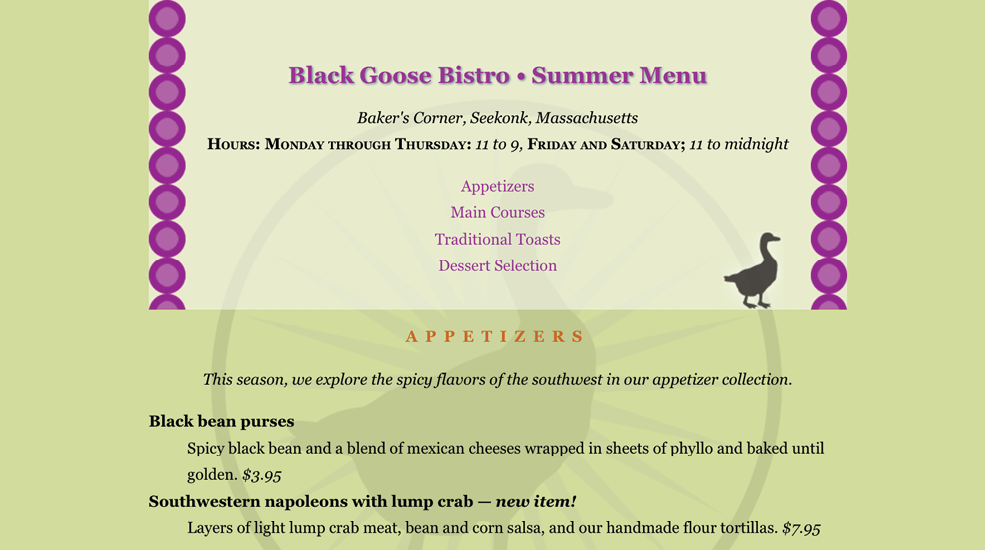 Black Goose Bistro • Summer Menu
Baker's Corner, Seekonk, Massachusetts
Hours: Monday through Thursday: 11 to 9, Friday and Saturday; 11 to midnight
Appetizers
Main Courses
Traditional Toasts
Dessert Selection
APPETIZERS
This season, we explore the spicy flavors of the southwest in our appetizer collection.
Black bean purses
Spicy black bean and a blend of mexican cheeses wrapped in sheets of phyllo and baked until
golden. $3.95
Southwestern napoleons with lump crab — new item!
Layers of light lump crab meat, bean and corn salsa, and our handmade flour tortillas. $7.95